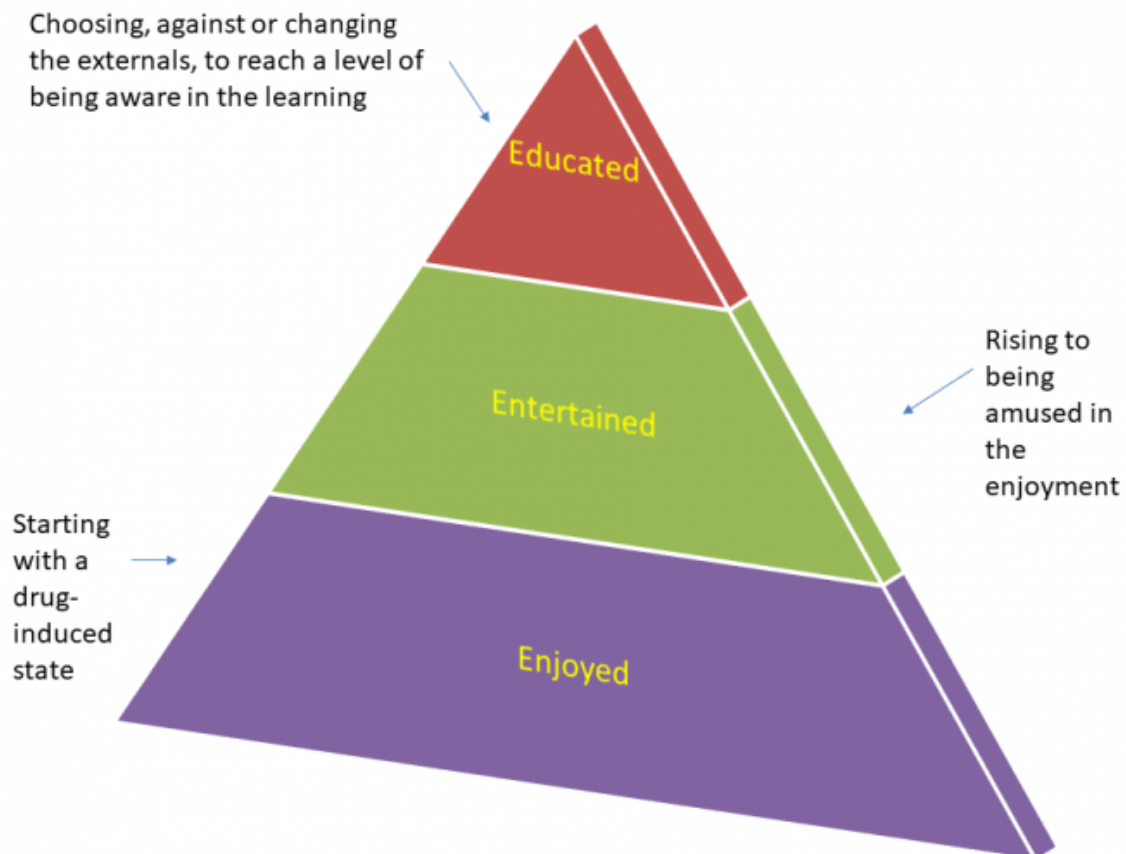 Choosing, against or changing
the externals, to reach a level of
being aware in the learning
Educated
Rising to
being
amused in
the
enjoyment
Entertained
Starting
with a
drug-
induced
state
Enjoyed